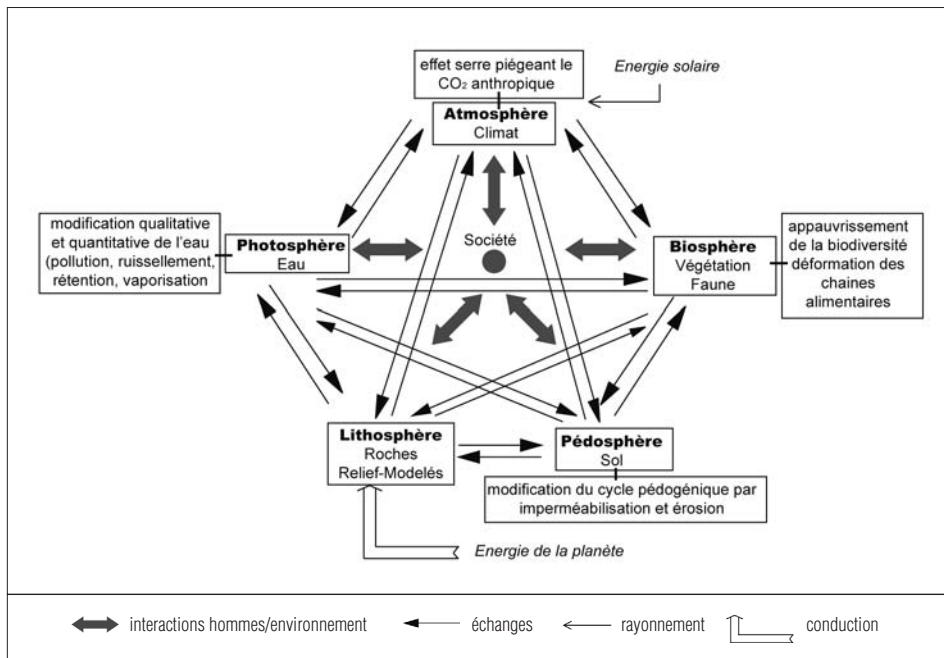 effet serre piégeant le
CO₂ anthropique
Energie solaire
Atmosphère
Climat
modification qualitative
et quantitative de l'eau
(pollution, ruissellement,
rétention, vaporisation)
Photosphère
Eau
Société
Biosphère
Végétation
Faune
appauvrissement
de la biodiversité
déformation des
chaines
alimentaires
Lithosphère
Roches
Relief-Modelés
Pédosphère
Sol
modification du cycle pédogénique par
imperméabilisation et érosion
Energie de la planète
interactions hommes/environnement
échanges
rayonnement
conduction